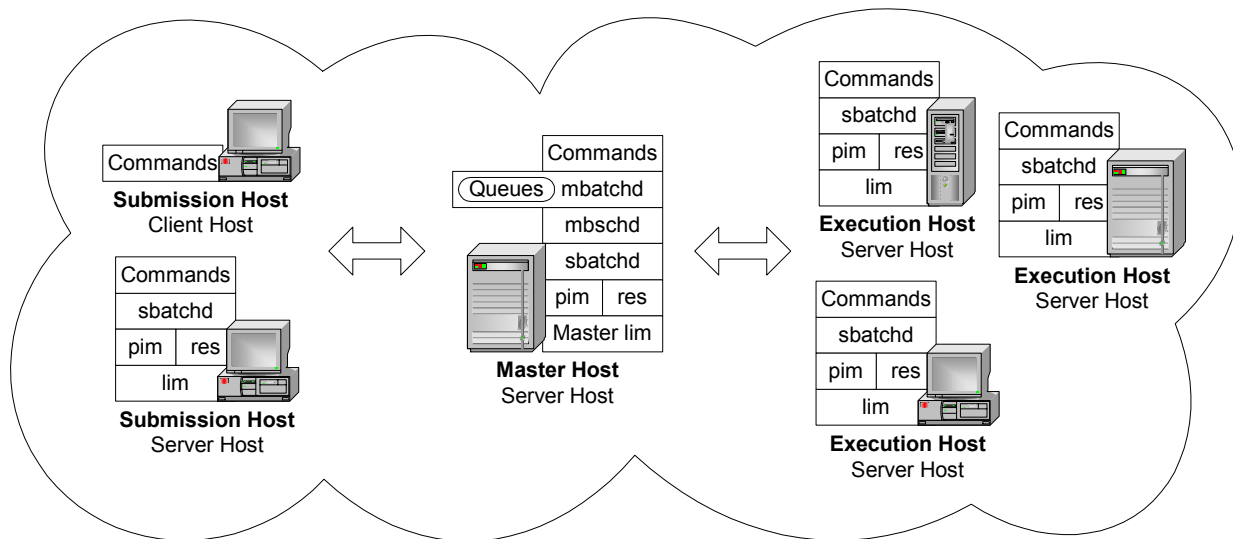 Commands
Submission Host
Client Host
Commands
sbatchd
pim res
lim
Submission Host
Server Host
Commands
Queues mbatchd
mbschd
sbatchd
pim res
Master lim
Master Host
Server Host
Commands
sbatchd
pim res
lim
Execution Host
Server Host
Commands
sbatchd
pim res
lim
Execution Host
Server Host
Commands
sbatchd
pim res
lim
Execution Host
Server Host